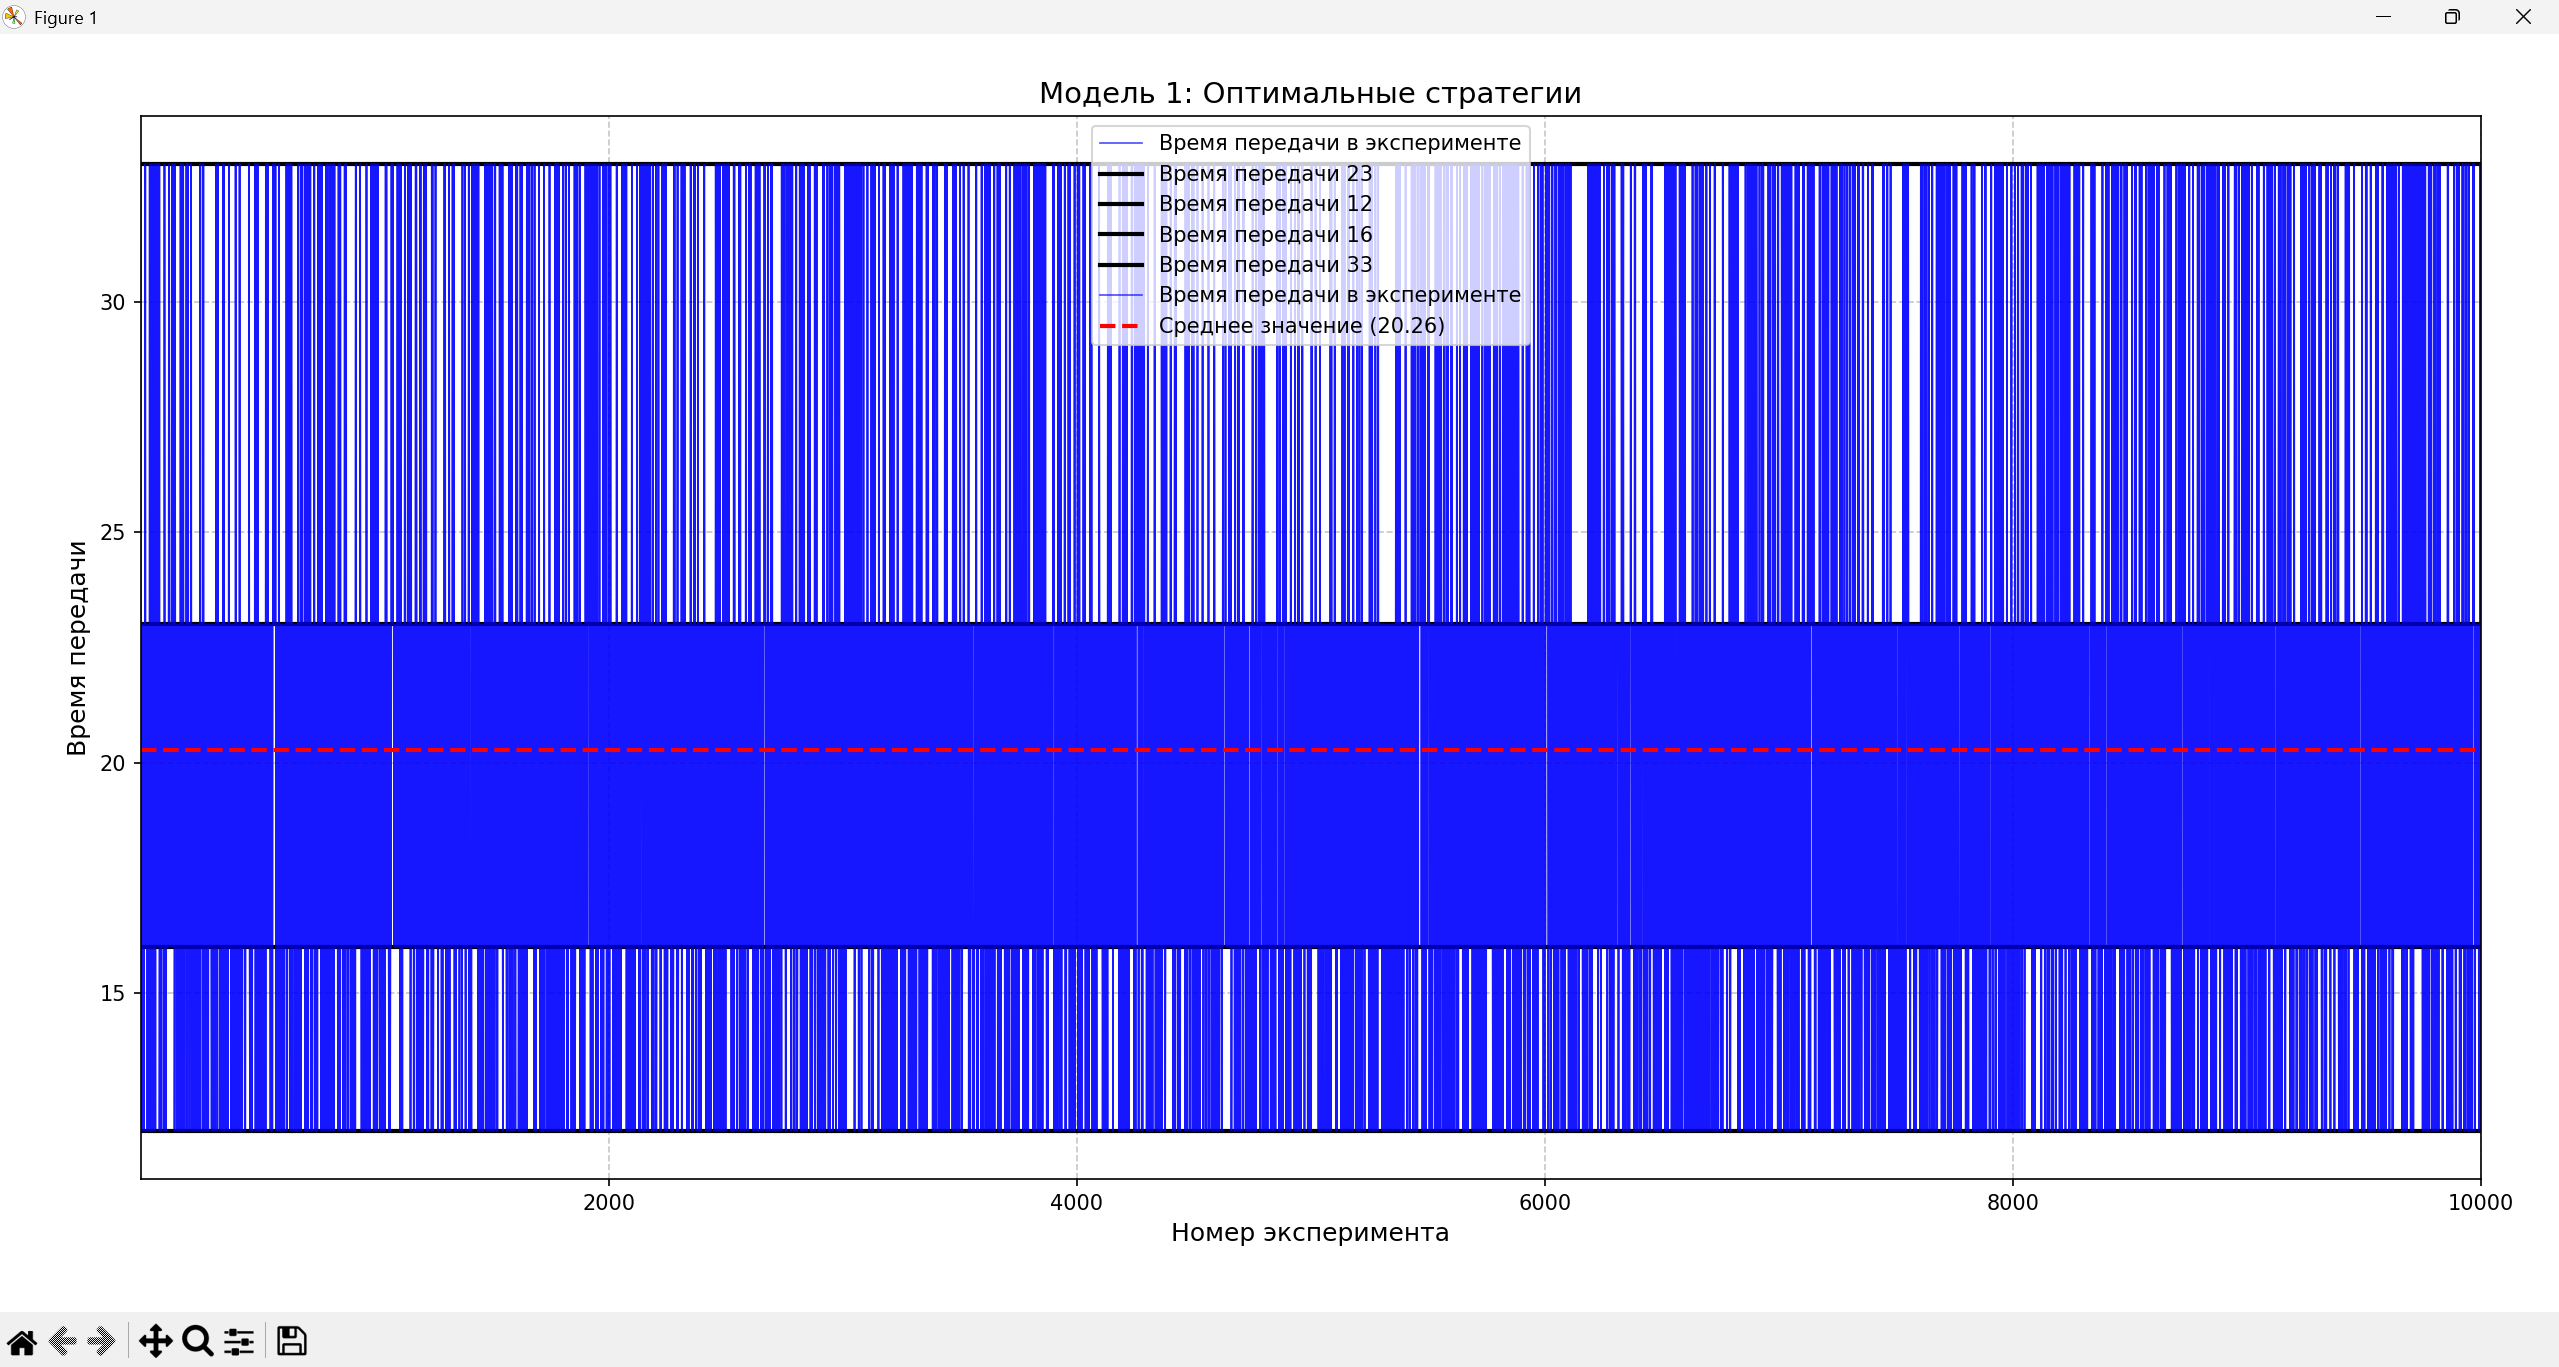 Figure 1
Модель 1: Оптимальные стратегии
Время передачи в эксперименте
Время передачи 23
Время передачи 12
Время передачи 16
Время передачи 33
Время передачи в эксперименте
Среднее значение (20.26)
30
25
20
15
Время передачи
2000
4000
6000
8000
10000
Номер эксперимента